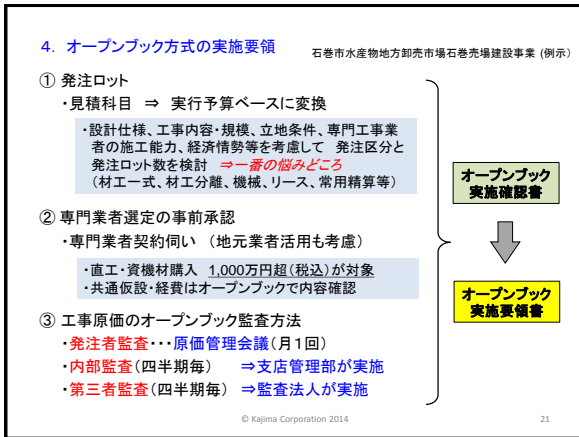 4. オープンブック方式の実施要領
石巻市水産物地方卸売市場石巻売場建設事業 (例示)
① 発注ロット
・見積科目 ⇒ 実行予算ベースに変換
・設計仕様、工事内容・規模、立地条件、専門工事業
者の施工能力、経済情勢等を考慮して 発注区分と
発注ロット数を検討 ⇒一番の悩みどころ
(材工一式、材工分離、機械、リース、常用精算等)
② 専門業者選定の事前承認
・専門業者契約伺い (地元業者活用も考慮)
・直工・資機材購入 1,000万円超(税込)が対象
・共通仮設・経費はオープンブックで内容確認
③ 工事原価のオープンブック監査方法
・発注者監査・・・原価管理会議(月1回)
・内部監査(四半期毎) ⇒支店管理部が実施
・第三者監査(四半期毎) ⇒監査法人が実施
オープンブック
実施確認書
オープンブック
実施要領書
© Kajima Corporation 2014
21